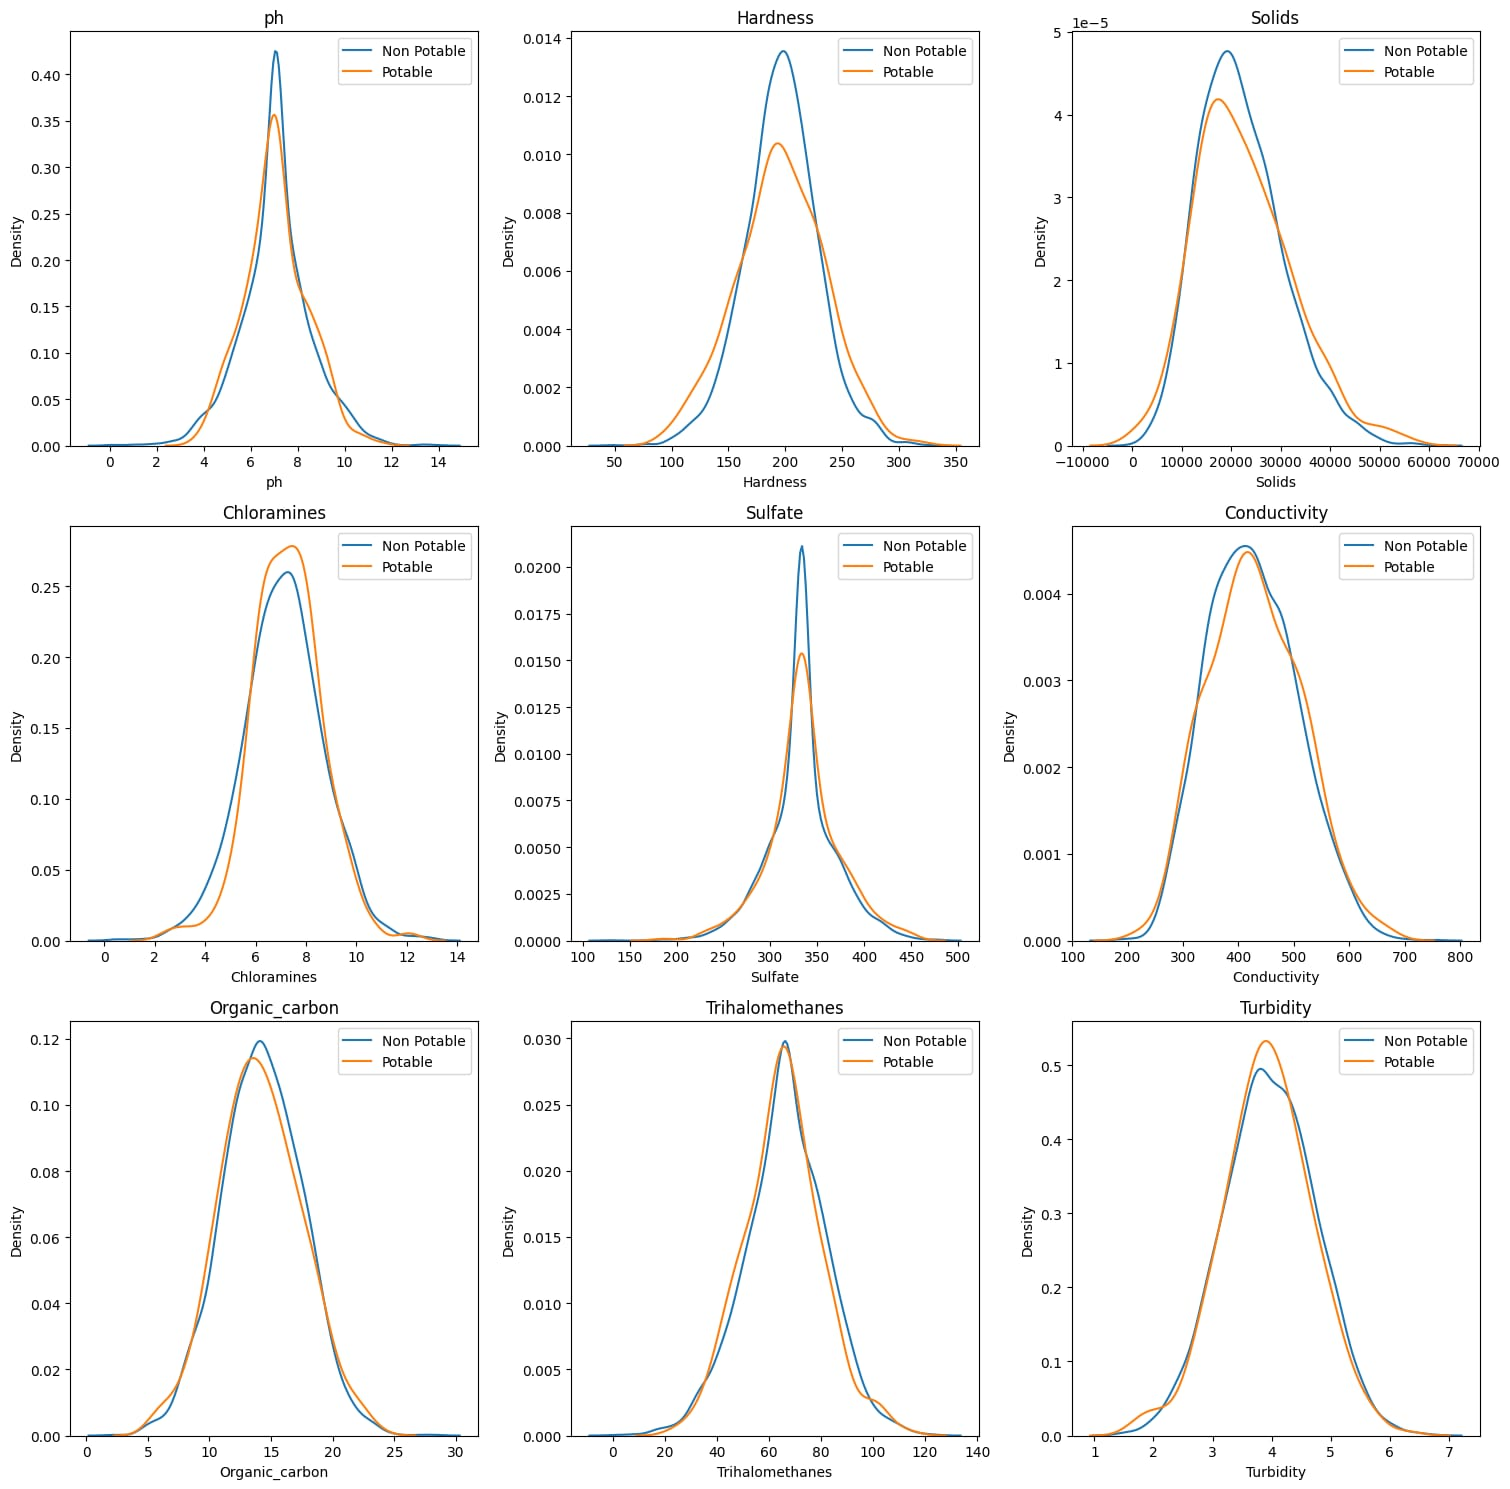 ph
Non Potable
Potable
0.40
0.35
0.30
0.25
0.20
0.15
0.10
0.05
0.00
Density
0 2 4 6 8 10 12 14
ph
Hardness
Non Potable
Potable
0.014
0.012
0.010
0.008
0.006
0.004
0.002
0.000
Density
50 100 150 200 250 300 350
Hardness
Solids
1e−5
Non Potable
Potable
5
4
3
2
1
0
Density
−10000 0 10000 20000 30000 40000 50000 60000 70000
Solids
Chloramines
Non Potable
Potable
0.25
0.20
0.15
0.10
0.05
0.00
Density
0 2 4 6 8 10 12 14
Chloramines
Sulfate
Non Potable
Potable
0.0200
0.0175
0.0150
0.0125
0.0100
0.0075
0.0050
0.0025
0.0000
Density
100 150 200 250 300 350 400 450 500
Sulfate
Conductivity
Non Potable
Potable
0.004
0.003
0.002
0.001
0.000
Density
100 200 300 400 500 600 700 800
Conductivity
Organic_carbon
Non Potable
Potable
0.12
0.10
0.08
0.06
0.04
0.02
0.00
Density
0 5 10 15 20 25 30
Organic_carbon
Trihalomethanes
Non Potable
Potable
0.030
0.025
0.020
0.015
0.010
0.005
0.000
Density
0 20 40 60 80 100 120 140
Trihalomethanes
Turbidity
Non Potable
Potable
0.5
0.4
0.3
0.2
0.1
0.0
Density
1 2 3 4 5 6 7
Turbidity